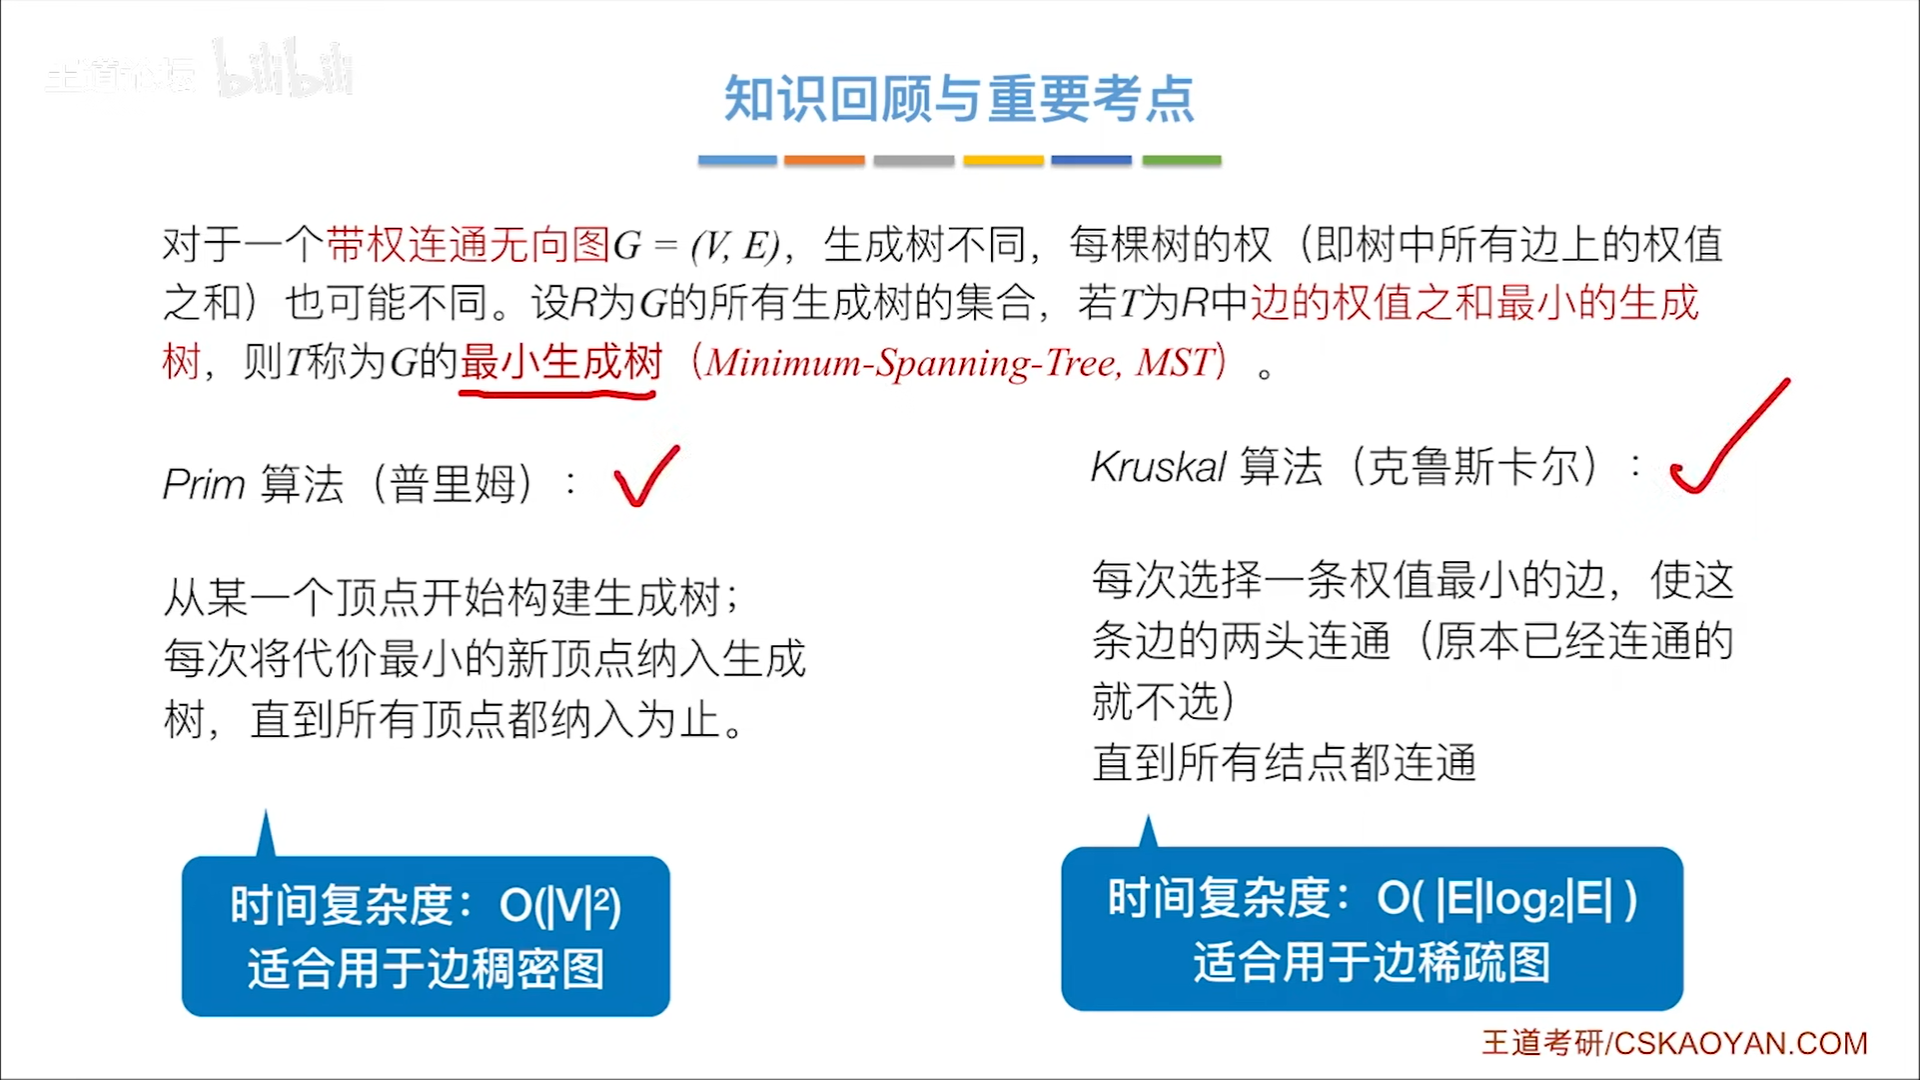 王道论坛 bilibili
知识回顾与重要考点
对于一个带权连通无向图G = (V, E)，生成树不同，每棵树的权（即树中所有边上的权值
之和）也可能不同。设R为G的所有生成树的集合，若T为R中边的权值之和最小的生成
树，则T称为G的最小生成树（Minimum-Spanning-Tree, MST）。
Prim 算法（普里姆）：
从某一个顶点开始构建生成树；
每次将代价最小的新顶点纳入生成
树，直到所有顶点都纳入为止。
时间复杂度：O(|V|²)
适合用于边稠密图
Kruskal 算法（克鲁斯卡尔）：
每次选择一条权值最小的边，使这
条边的两头连通（原本已经连通的
就不选）
直到所有结点都连通
时间复杂度：O( |E|log₂|E| )
适合用于边稀疏图
王道考研/CSKAOYAN.COM